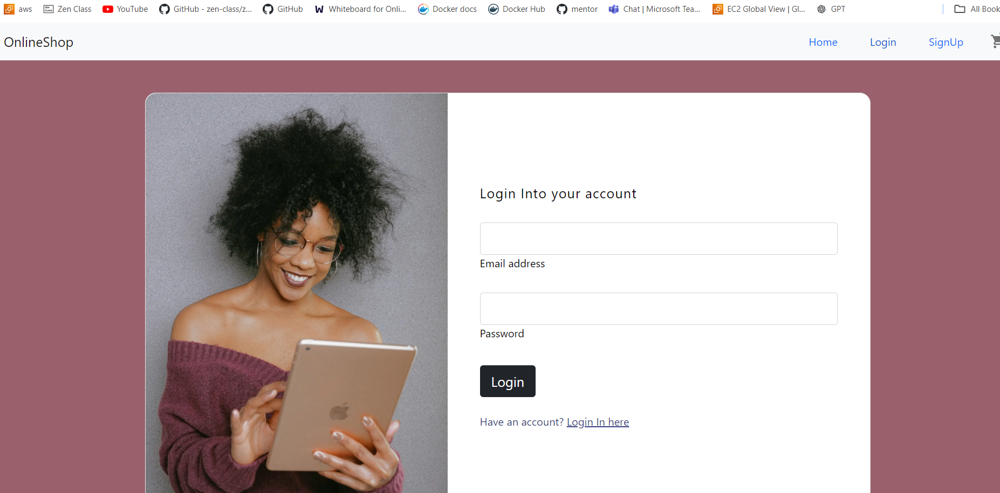 aws Zen Class YouTube GitHub - zen-class/z... GitHub Whiteboard for Onli... Docker docs Docker Hub mentor Chat | Microsoft Tea... EC2 Global View | Gl... GPT All Book
OnlineShop Home Login SignUp
Login Into your account
Email address
Password
Login
Have an account? Login In here